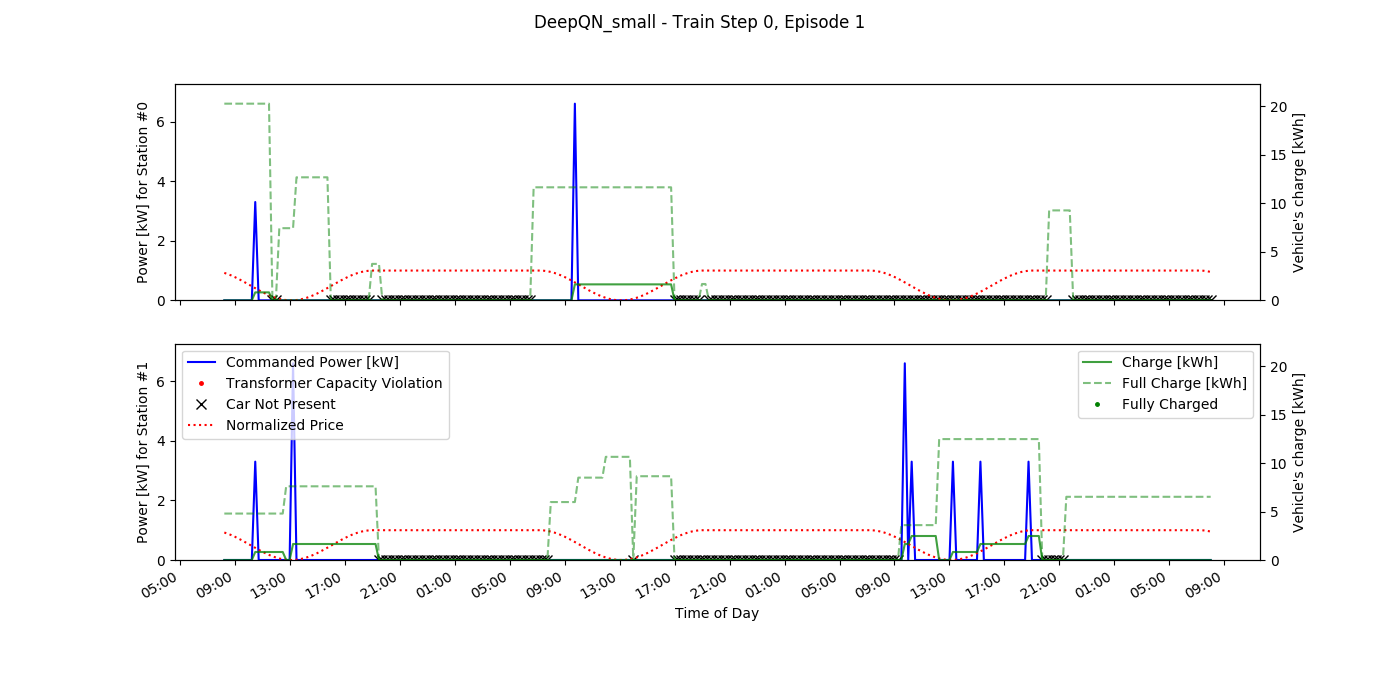 DeepQN_small - Train Step 0, Episode 1
Power [kW] for Station #0
6
4
2
0
20
15
10
5
0
Vehicle's charge [kWh]
Power [kW] for Station #1
6
4
2
0
Commanded Power [kW]
Transformer Capacity Violation
Car Not Present
Normalized Price
Charge [kWh]
Full Charge [kWh]
Fully Charged
20
15
10
5
0
Vehicle's charge [kWh]
05:00 09:00 13:00 17:00 21:00 01:00 05:00 09:00 13:00 17:00 21:00 01:00 05:00 09:00 13:00 17:00 21:00 01:00 05:00 09:00
Time of Day